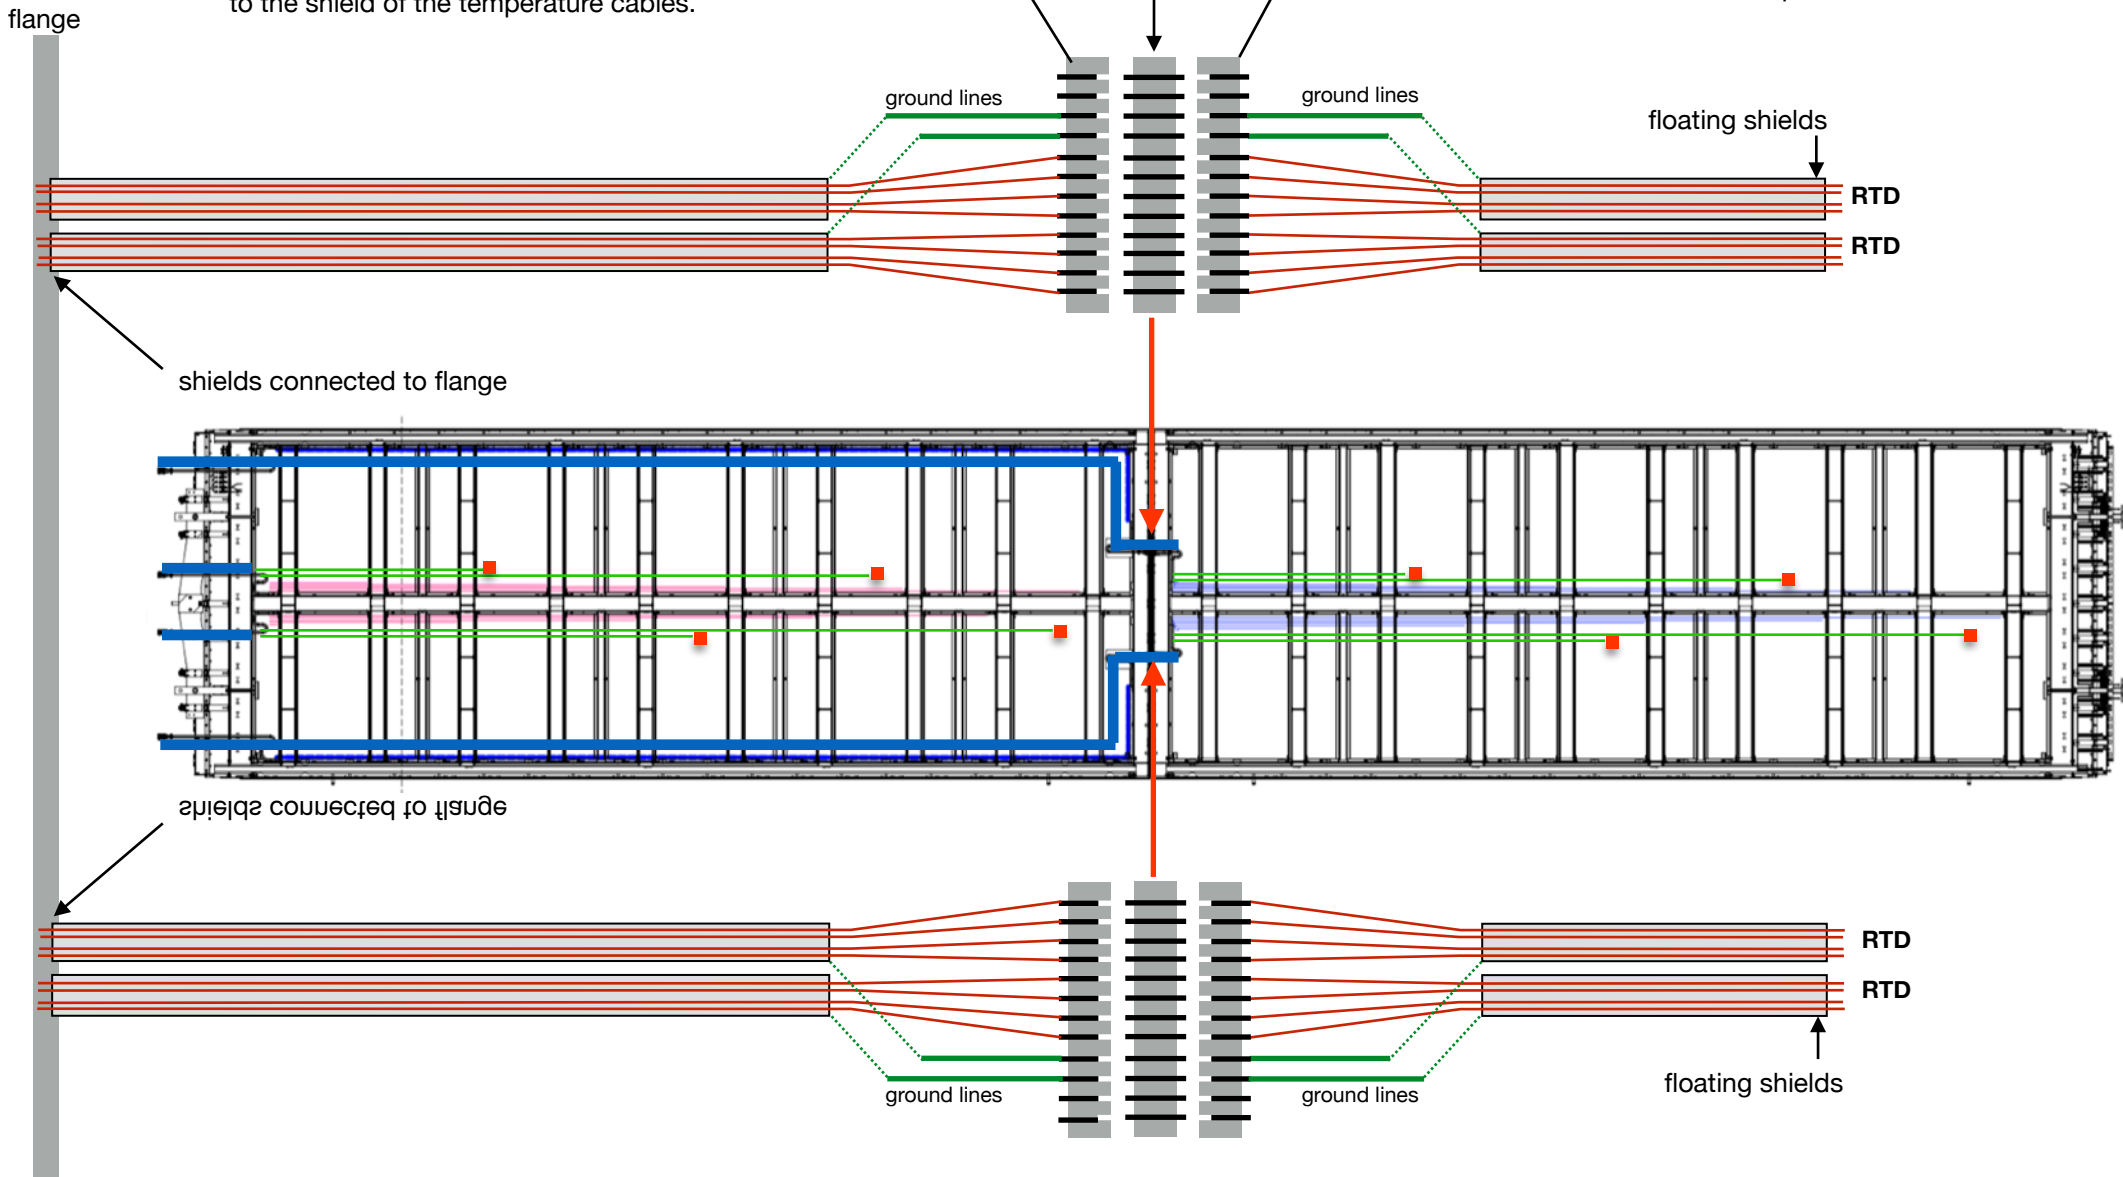 to the shield of the temperature cables.
flange
ground lines
ground lines
floating shields
RTD
RTD
shields connected to flange
shields connected to flange
RTD
RTD
ground lines
ground lines
floating shields